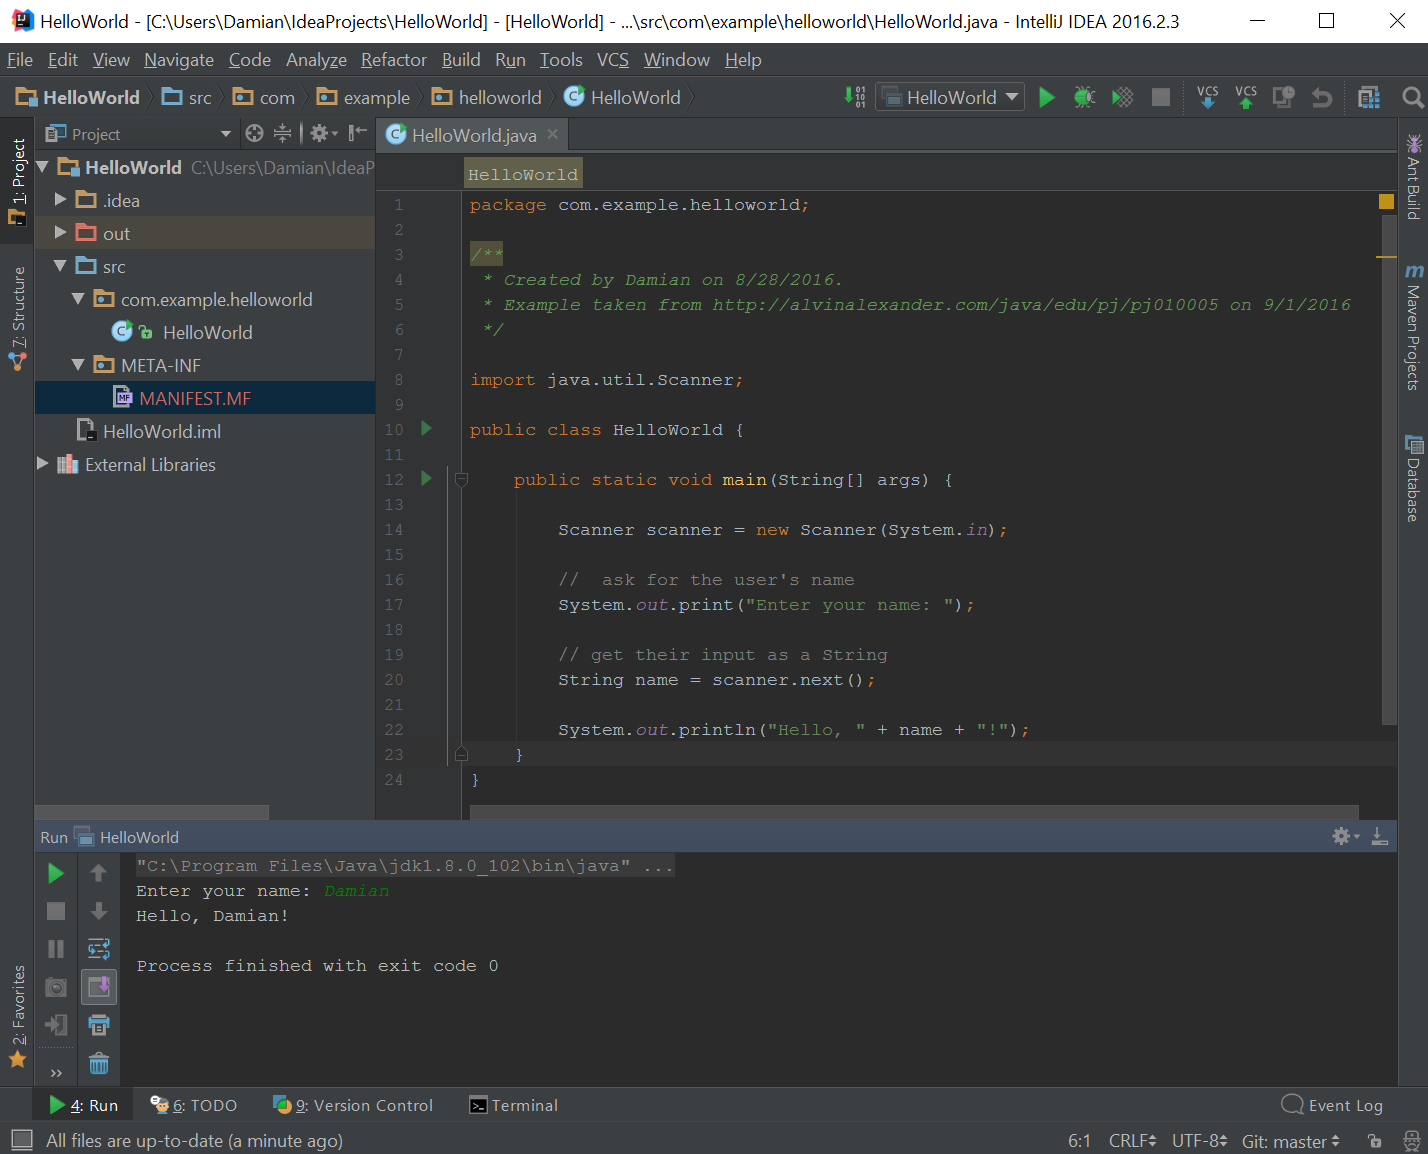 HelloWorld - [C:\Users\Damian\IdeaProjects\HelloWorld] - [HelloWorld] - ...\src\com\example\helloworld\HelloWorld.java - IntelliJ IDEA 2016.2.3
File Edit View Navigate Code Analyze Refactor Build Run Tools VCS Window Help
HelloWorld src com example helloworld HelloWorld HelloWorld VCS VCS
1: Project
7: Structure
2: Favorites
Project
HelloWorld C:\Users\Damian\IdeaP
.idea
out
src
com.example.helloworld
HelloWorld
META-INF
MANIFEST.MF
HelloWorld.iml
External Libraries
HelloWorld.java
HelloWorld
1 package com.example.helloworld;
2
3 /**
4 * Created by Damian on 8/28/2016.
5 * Example taken from http://alvinalexander.com/java/edu/pj/pj010005 on 9/1/2016
6 */
7
8 import java.util.Scanner;
9
10 public class HelloWorld {
11
12 public static void main(String[] args) {
13
14 Scanner scanner = new Scanner(System.in);
15
16 //  ask for the user's name
17 System.out.print("Enter your name: ");
18
19 // get their input as a String
20 String name = scanner.next();
21
22 System.out.println("Hello, " + name + "!");
23 }
24 }
Ant Build
Maven Projects
Database
Run HelloWorld
"C:\Program Files\Java\jdk1.8.0_102\bin\java" ...
Enter your name: Damian
Hello, Damian!
Process finished with exit code 0
4: Run 6: TODO 9: Version Control Terminal Event Log
All files are up-to-date (a minute ago) 6:1 CRLF UTF-8 Git: master